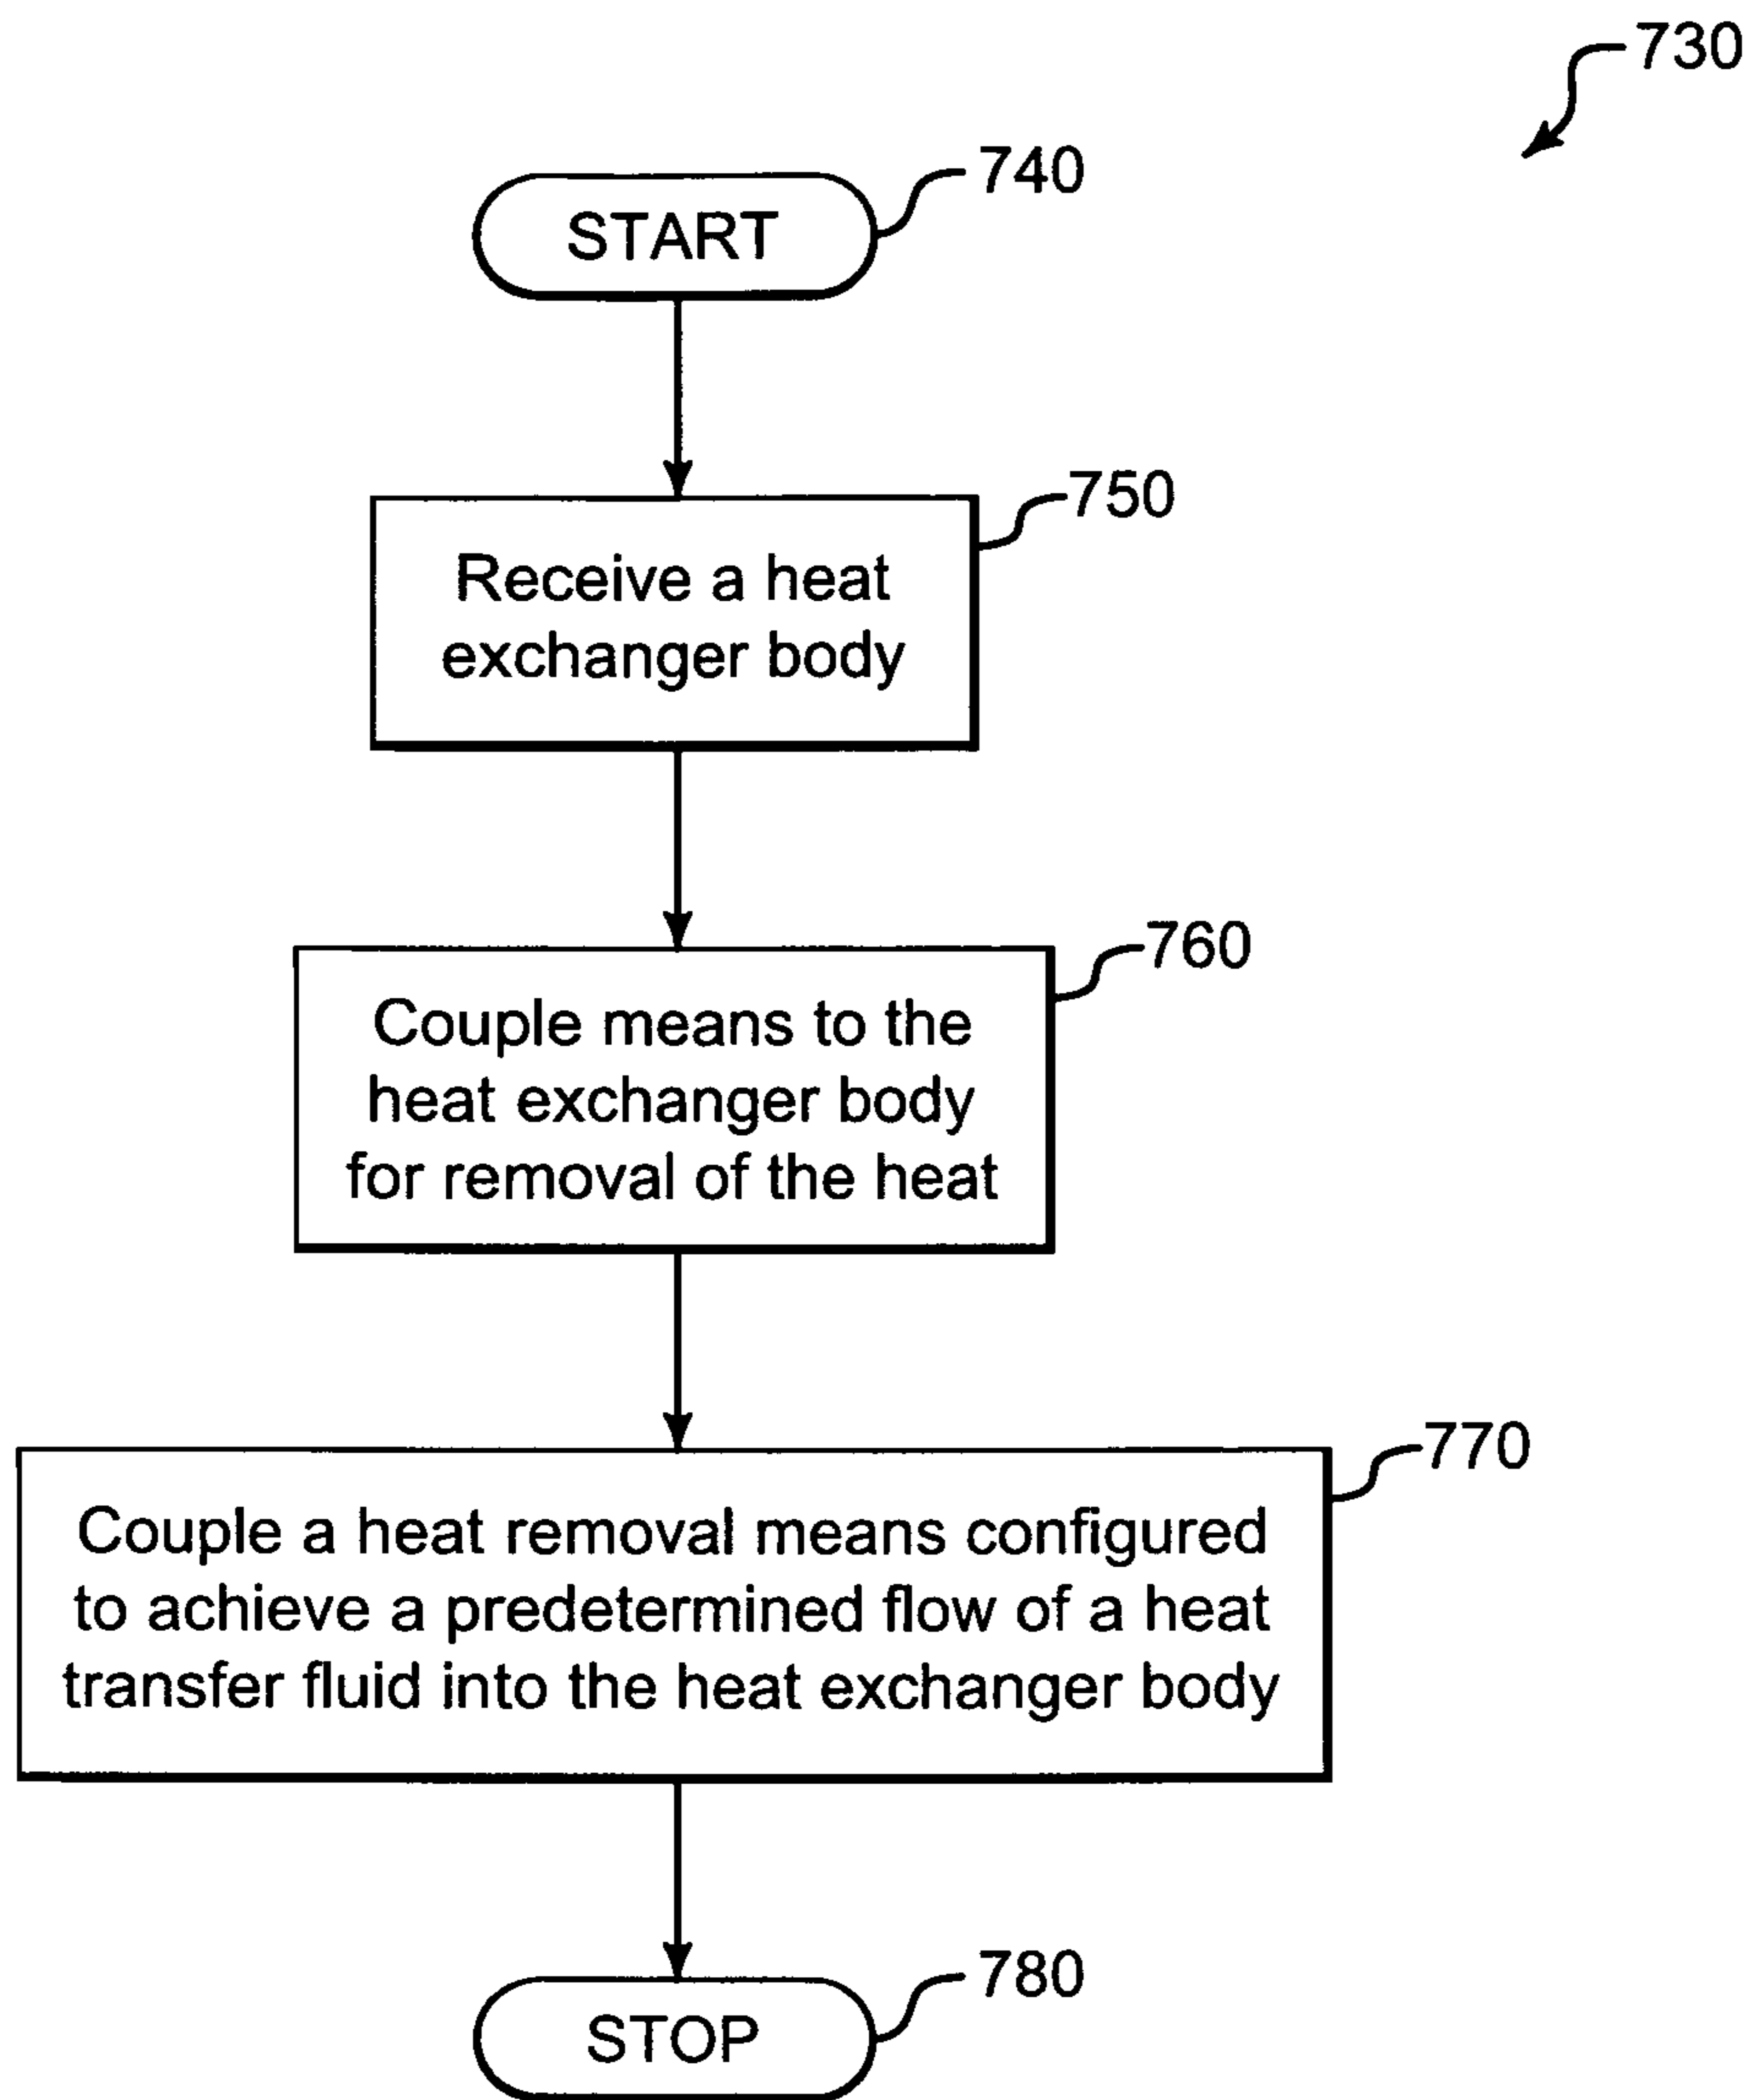 730
740
START
750
Receive a heat
exchanger body
760
Couple means to the
heat exchanger body
for removal of the heat
770
Couple a heat removal means configured
to achieve a predetermined flow of a heat
transfer fluid into the heat exchanger body
780
STOP